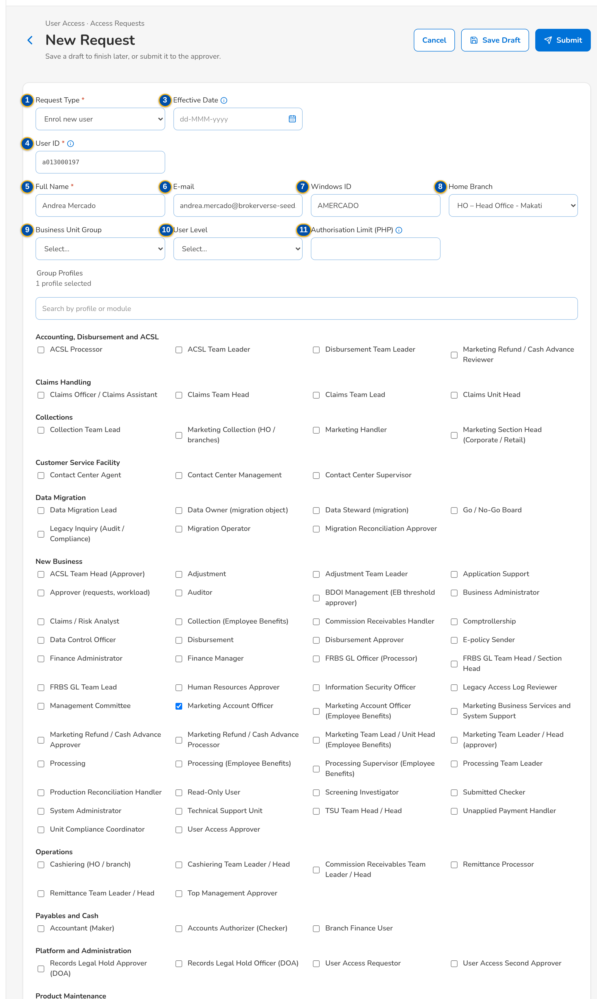 User Access · Access Requests
New Request
Save a draft to finish later, or submit it to the approver.
Cancel
Save Draft
Submit
1 Request Type *
3 Effective Date
Enrol new user
dd-MMM-yyyy
4 User ID *
a013000197
5 Full Name *
6 E-mail
7 Windows ID
8 Home Branch
Andrea Mercado
andrea.mercado@brokerverse-seed.
AMERCADO
HO – Head Office - Makati
9 Business Unit Group
10 User Level
11 Authorisation Limit (PHP)
Select...
Select...
Group Profiles
1 profile selected
Search by profile or module
Accounting, Disbursement and ACSL
ACSL Processor
ACSL Team Leader
Disbursement Team Leader
Marketing Refund / Cash Advance
Reviewer
Claims Handling
Claims Officer / Claims Assistant
Claims Team Head
Claims Team Lead
Claims Unit Head
Collections
Collection Team Lead
Marketing Collection (HO /
branches)
Marketing Handler
Marketing Section Head
(Corporate / Retail)
Customer Service Facility
Contact Center Agent
Contact Center Management
Contact Center Supervisor
Data Migration
Data Migration Lead
Data Owner (migration object)
Data Steward (migration)
Go / No-Go Board
Legacy Inquiry (Audit /
Compliance)
Migration Operator
Migration Reconciliation Approver
New Business
ACSL Team Head (Approver)
Adjustment
Adjustment Team Leader
Application Support
Approver (requests, workload)
Auditor
BDOI Management (EB threshold
approver)
Business Administrator
Claims / Risk Analyst
Collection (Employee Benefits)
Commission Receivables Handler
Comptrollership
Data Control Officer
Disbursement
Disbursement Approver
E-policy Sender
Finance Administrator
Finance Manager
FRBS GL Officer (Processor)
FRBS GL Team Head / Section
Head
FRBS GL Team Lead
Human Resources Approver
Information Security Officer
Legacy Access Log Reviewer
Management Committee
Marketing Account Officer
Marketing Account Officer
(Employee Benefits)
Marketing Business Services and
System Support
Marketing Refund / Cash Advance
Approver
Marketing Refund / Cash Advance
Processor
Marketing Team Lead / Unit Head
(Employee Benefits)
Marketing Team Leader / Head
(approver)
Processing
Processing (Employee Benefits)
Processing Supervisor (Employee
Benefits)
Processing Team Leader
Production Reconciliation Handler
Read-Only User
Screening Investigator
Submitted Checker
System Administrator
Technical Support Unit
TSU Team Head / Head
Unapplied Payment Handler
Unit Compliance Coordinator
User Access Approver
Operations
Cashiering (HO / branch)
Cashiering Team Leader / Head
Commission Receivables Team
Leader / Head
Remittance Processor
Remittance Team Leader / Head
Top Management Approver
Payables and Cash
Accountant (Maker)
Accounts Authorizer (Checker)
Branch Finance User
Platform and Administration
Records Legal Hold Approver
(DOA)
Records Legal Hold Officer (DOA)
User Access Requestor
User Access Second Approver
Product Maintenance